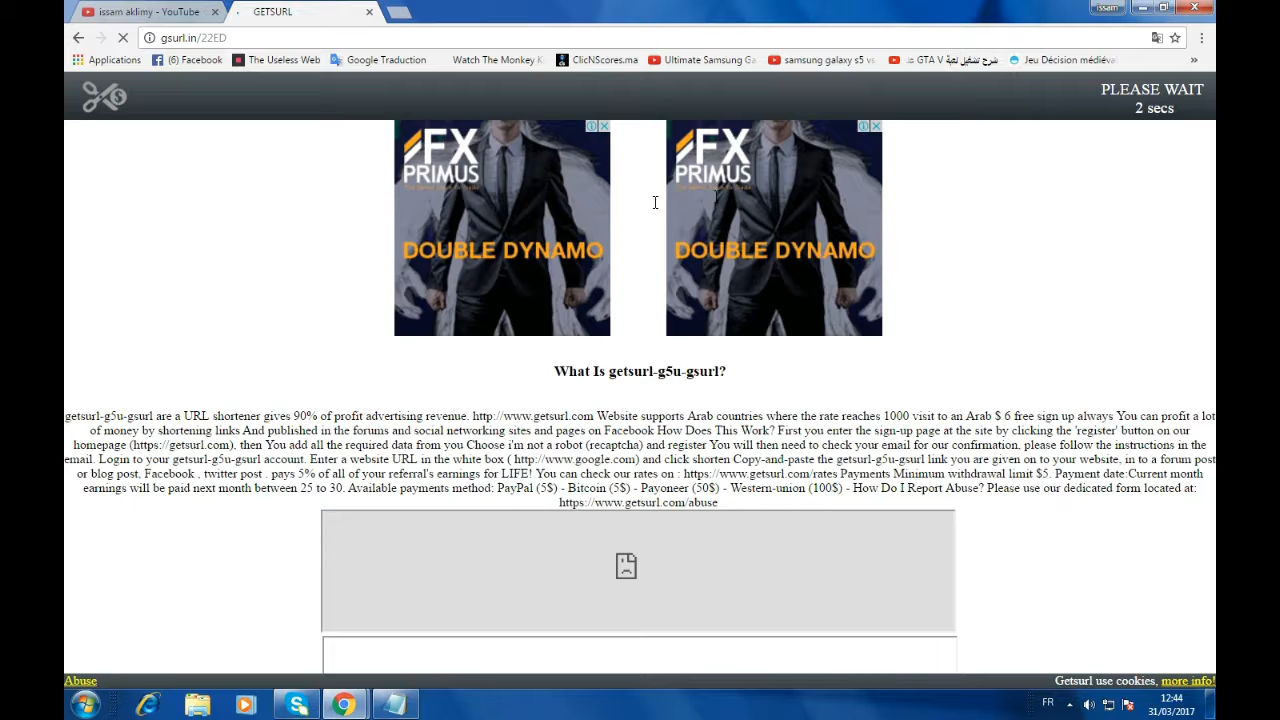 issam aklimy - YouTube
GETSURL
issam
gsurl.in/22ED
Applications
(6) Facebook
The Useless Web
Google Traduction
Watch The Monkey K
ClicNScores.ma
Ultimate Samsung Ga
samsung galaxy s5 vs
شرح تشغيل لعبة GTA V
Jeu Décision médiéva
PLEASE WAIT
2 secs
FX
PRIMUS
DOUBLE DYNAMO
FX
PRIMUS
DOUBLE DYNAMO
What Is getsurl-g5u-gsurl?
getsurl-g5u-gsurl are a URL shortener gives 90% of profit advertising revenue. http://www.getsurl.com Website supports Arab countries where the rate reaches 1000 visit to an Arab $ 6 free sign up always You can profit a lot
of money by shortening links And published in the forums and social networking sites and pages on Facebook How Does This Work? First you enter the sign-up page at the site by clicking the 'register' button on our
homepage (https://getsurl.com), then You add all the required data from you Choose i'm not a robot (recaptcha) and register You will then need to check your email for our confirmation, please follow the instructions in the
email. Login to your getsurl-g5u-gsurl account. Enter a website URL in the white box ( http://www.google.com) and click shorten Copy-and-paste the getsurl-g5u-gsurl link you are given on to your website, in to a forum post
or blog post, Facebook , twitter post . pays 5% of all of your referral's earnings for LIFE! You can check our rates on : https://www.getsurl.com/rates Payments Minimum withdrawal limit $5. Payment date:Current month
earnings will be paid next month between 25 to 30. Available payments method: PayPal (5$) - Bitcoin (5$) - Payoneer (50$) - Western-union (100$) - How Do I Report Abuse? Please use our dedicated form located at:
https://www.getsurl.com/abuse
Abuse
Getsurl use cookies, more info!
FR
12:44
31/03/2017